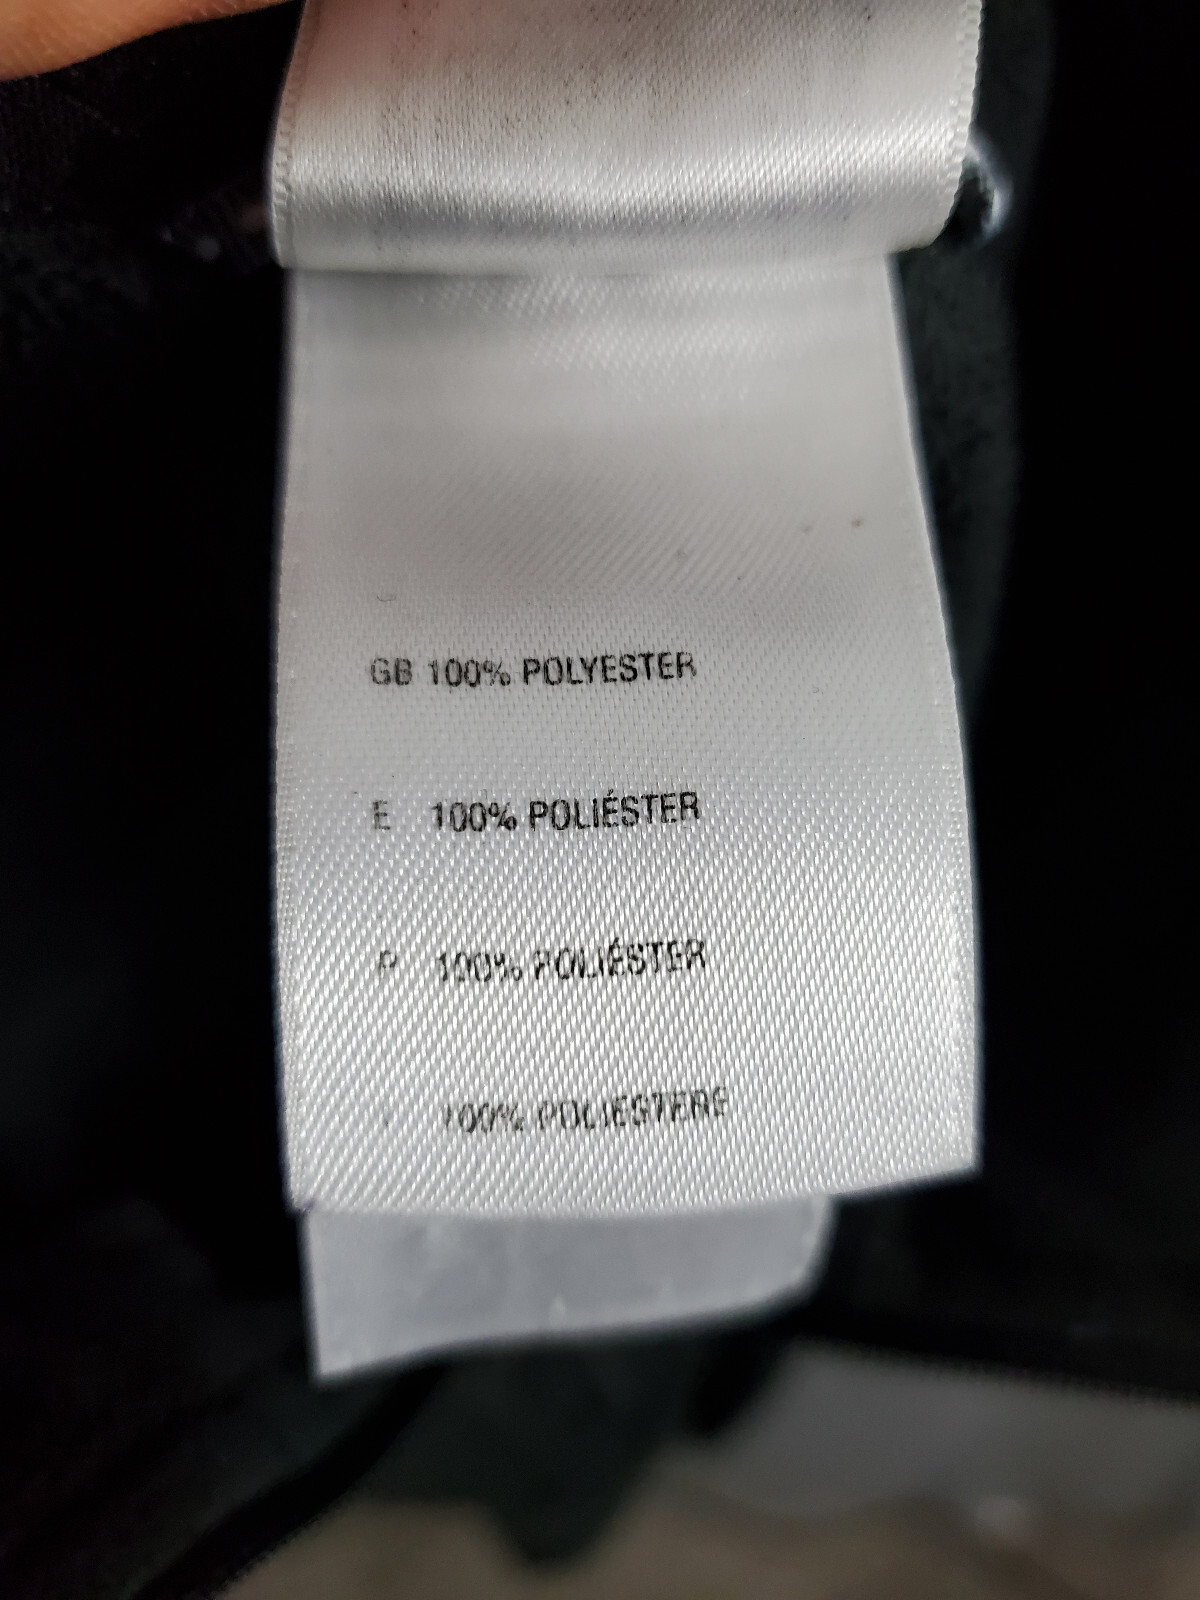 GB 100% POLYESTER
E 100% POLIÉSTER
P 100% POLIÉSTER
I 100% POLIESTERE